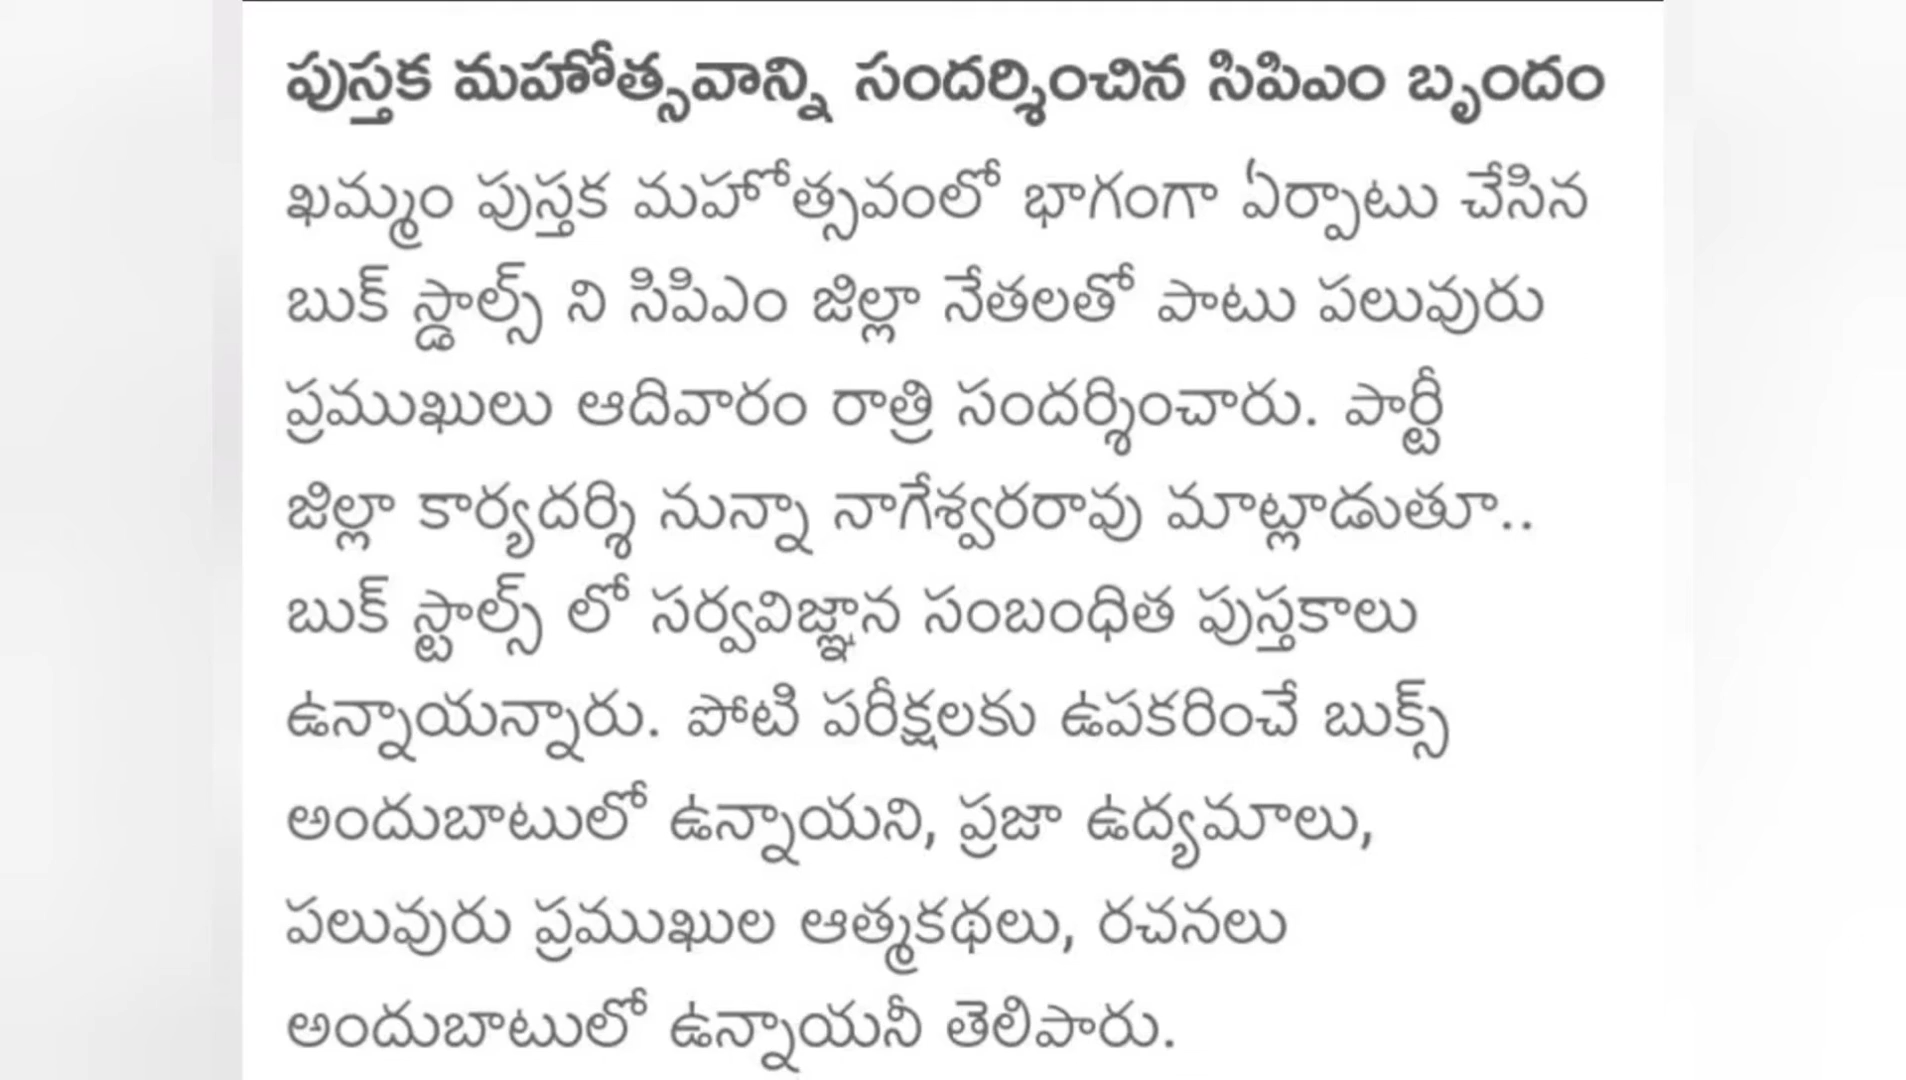 పుస్తక మహోత్సవాన్ని సందర్శించిన సిపిఎం బృందం
ఖమ్మం పుస్తక మహోత్సవంలో భాగంగా ఏర్పాటు చేసిన
బుక్ స్డాల్స్ ని సిపిఎం జిల్లా నేతలతో పాటు పలువురు
ప్రముఖులు ఆదివారం రాత్రి సందర్శించారు. పార్టీ
జిల్లా కార్యదర్శి నున్నా నాగేశ్వరరావు మాట్లాడుతూ..
బుక్ స్టాల్స్ లో సర్వవిజ్ఞాన సంబంధిత పుస్తకాలు
ఉన్నాయన్నారు. పోటి పరీక్షలకు ఉపకరించే బుక్స్
అందుబాటులో ఉన్నాయని, ప్రజా ఉద్యమాలు,
పలువురు ప్రముఖుల ఆత్మకథలు, రచనలు
అందుబాటులో ఉన్నాయనీ తెలిపారు.